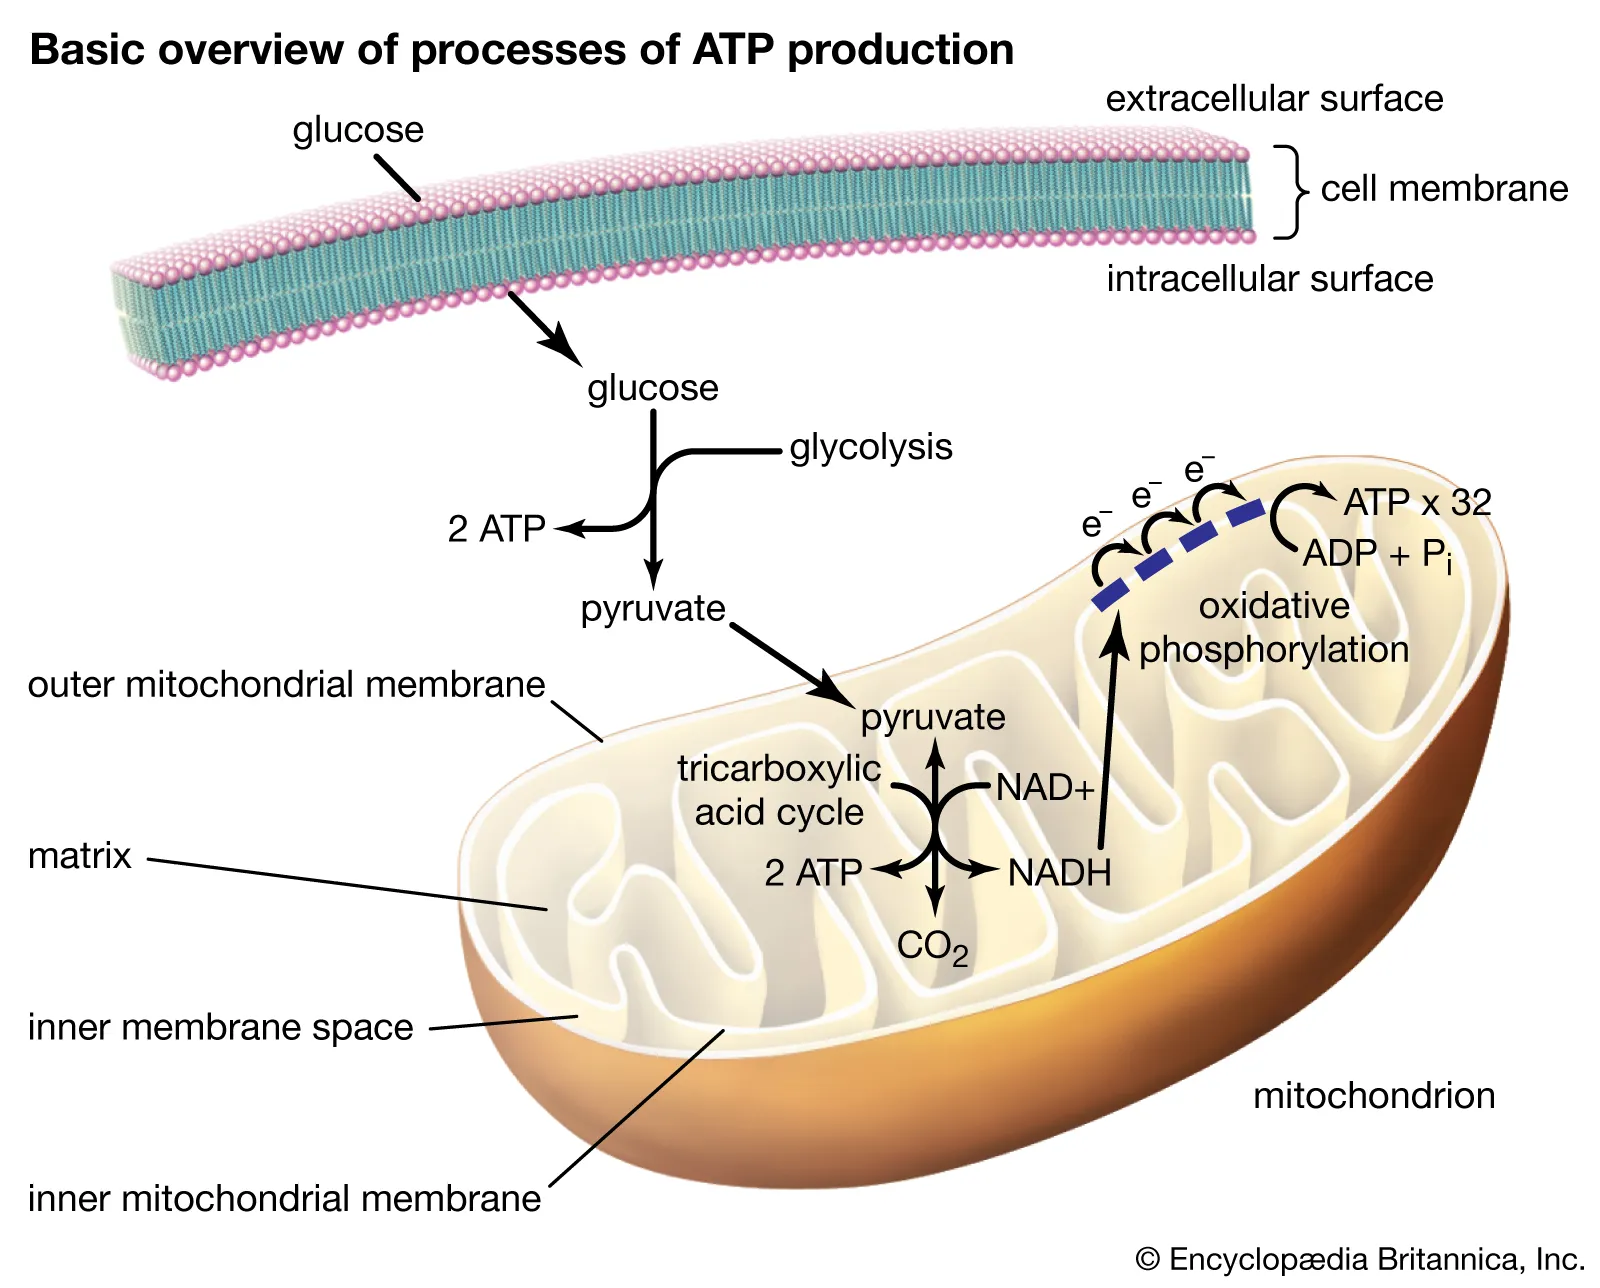 Basic overview of processes of ATP production
extracellular surface
glucose
cell membrane
intracellular surface
glucose
glycolysis
2 ATP
pyruvate
e⁻
e⁻
e⁻
ATP x 32
ADP + Pᵢ
oxidative
phosphorylation
outer mitochondrial membrane
pyruvate
tricarboxylic
acid cycle
NAD+
2 ATP
NADH
CO₂
matrix
inner membrane space
mitochondrion
inner mitochondrial membrane
© Encyclopædia Britannica, Inc.